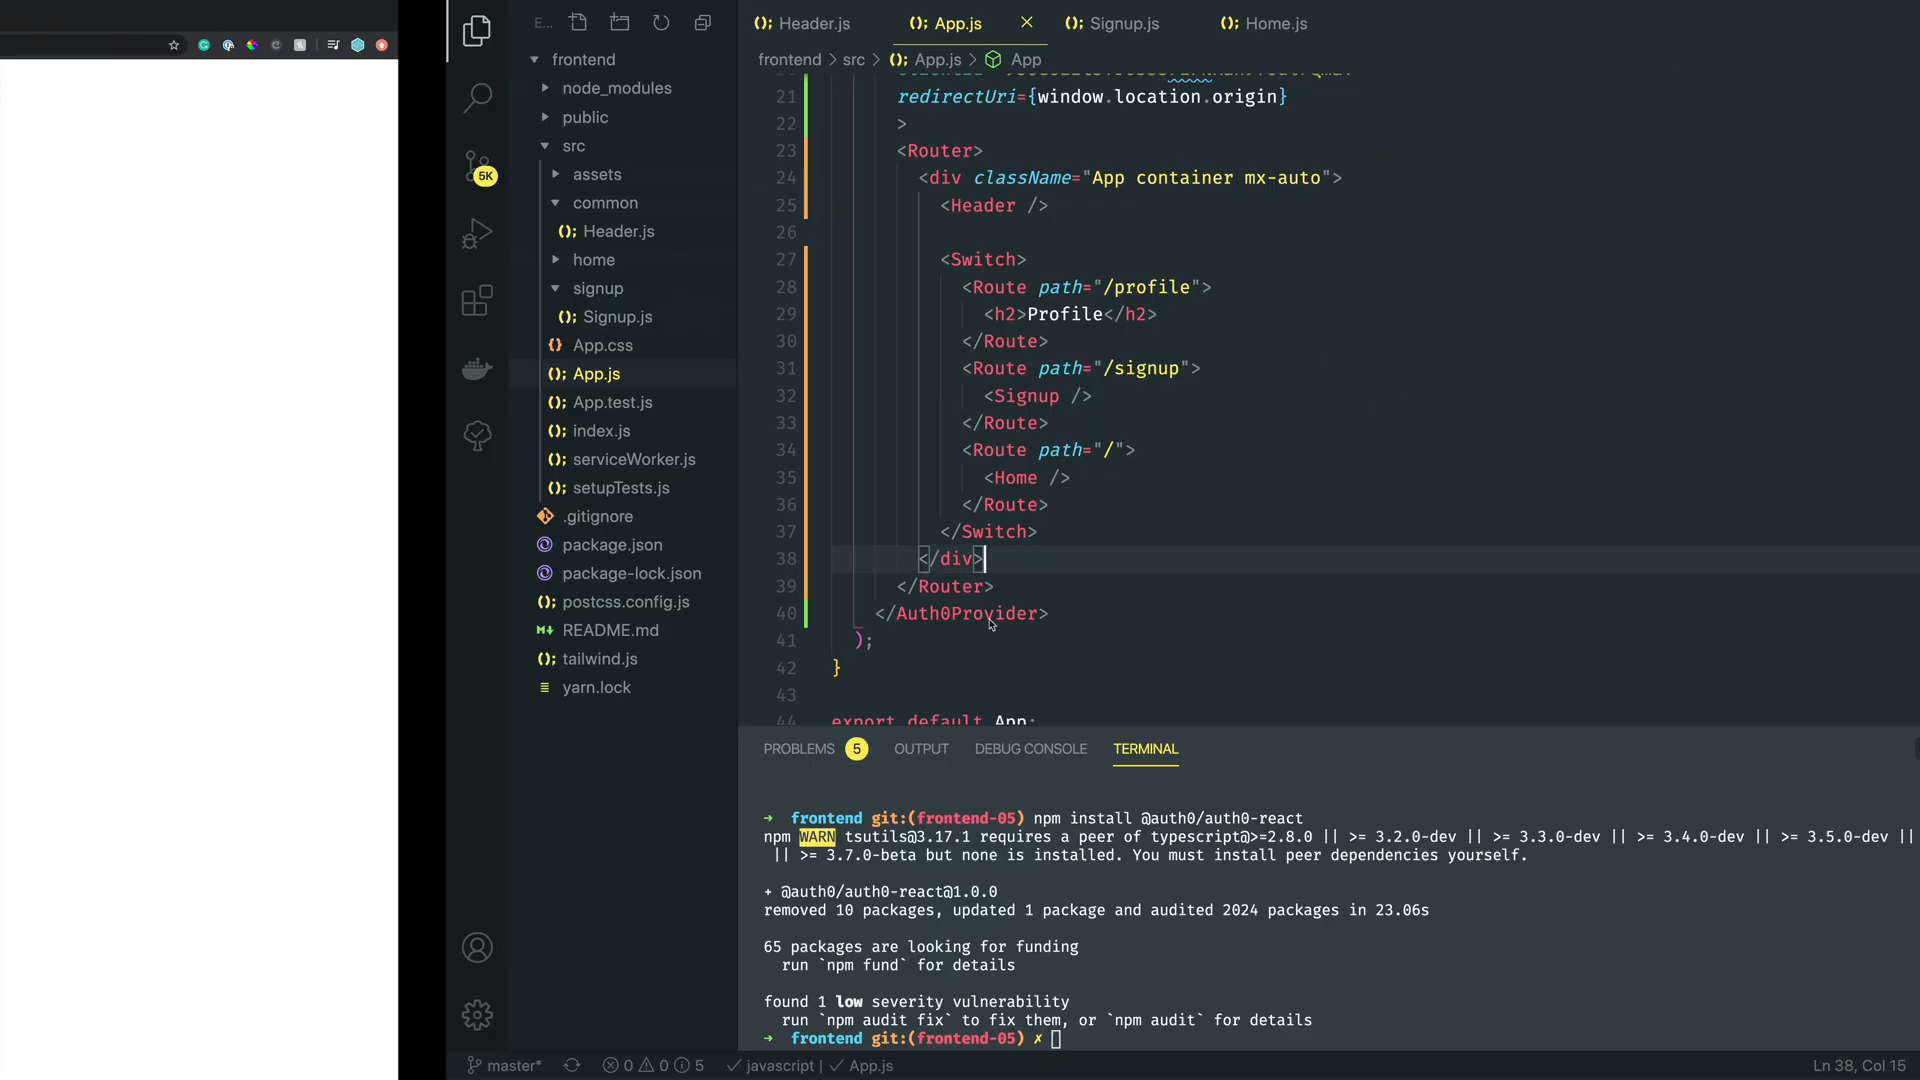 E...
Header.js
App.js
Signup.js
Home.js
frontend
node_modules
public
src
assets
common
Header.js
home
signup
Signup.js
App.css
App.js
App.test.js
index.js
serviceWorker.js
setupTests.js
.gitignore
package.json
package-lock.json
postcss.config.js
README.md
tailwind.js
yarn.lock
5K
frontend > src > App.js > App
21 redirectUri={window.location.origin}
22 >
23 <Router>
24 <div className="App container mx-auto">
25 <Header />
26
27 <Switch>
28 <Route path="/profile">
29 <h2>Profile</h2>
30 </Route>
31 <Route path="/signup">
32 <Signup />
33 </Route>
34 <Route path="/">
35 <Home />
36 </Route>
37 </Switch>
38 </div>
39 </Router>
40 </Auth0Provider>
41 );
42 }
43
44 export default App;
PROBLEMS 5 OUTPUT DEBUG CONSOLE TERMINAL
→ frontend git:(frontend-05) npm install @auth0/auth0-react
npm WARN tsutils@3.17.1 requires a peer of typescript@>=2.8.0 || >= 3.2.0-dev || >= 3.3.0-dev || >= 3.4.0-dev || >= 3.5.0-dev ||
|| >= 3.7.0-beta but none is installed. You must install peer dependencies yourself.
+ @auth0/auth0-react@1.0.0
removed 10 packages, updated 1 package and audited 2024 packages in 23.06s
65 packages are looking for funding
run `npm fund` for details
found 1 low severity vulnerability
run `npm audit fix` to fix them, or `npm audit` for details
→ frontend git:(frontend-05) ✗
master* 0 0 5 javascript | App.js Ln 38, Col 15